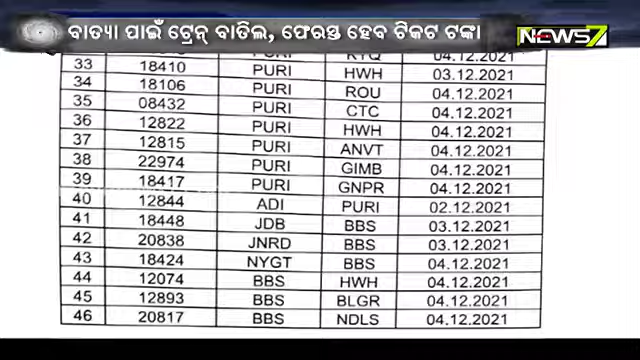 ବାତ୍ୟା ପାଇଁ ଟ୍ରେନ୍ ବାତିଲ, ଫେରସ୍ତ ହେବ ଟିକଟ ଟଙ୍କା NEWS7
PURI KYQ 04.12.2021
33 18410 PURI HWH 03.12.2021
34 18106 PURI ROU 04.12.2021
35 08432 PURI CTC 04.12.2021
36 12822 PURI HWH 04.12.2021
37 12815 PURI ANVT 04.12.2021
38 22974 PURI GIMB 04.12.2021
39 18417 PURI GNPR 04.12.2021
40 12844 ADI PURI 02.12.2021
41 18448 JDB BBS 03.12.2021
42 20838 JNRD BBS 03.12.2021
43 18424 NYGT BBS 04.12.2021
44 12074 BBS HWH 04.12.2021
45 12893 BBS BLGR 04.12.2021
46 20817 BBS NDLS 04.12.2021